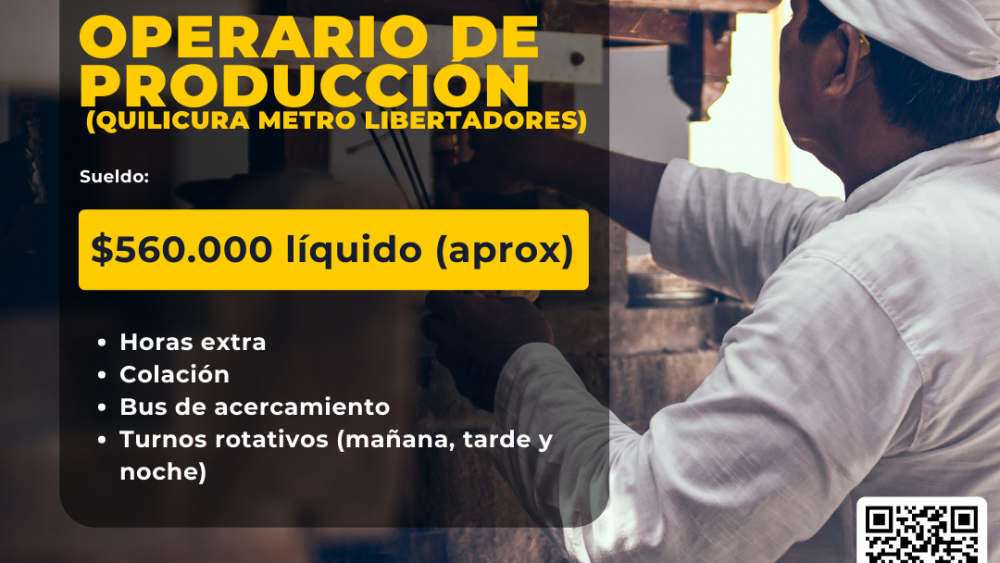 OPERARIO DE
PRODUCCIÓN
(QUILICURA METRO LIBERTADORES)
Sueldo:
$560.000 líquido (aprox)
• Horas extra
• Colación
• Bus de acercamiento
• Turnos rotativos (mañana, tarde y
noche)